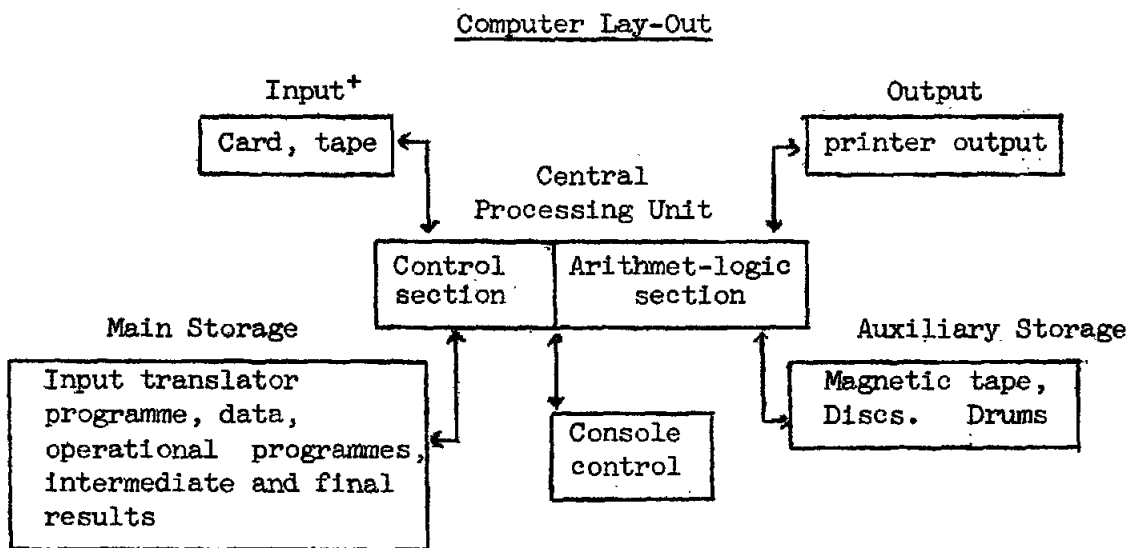 Computer Lay-Out
Input+
Card, tape
Output
printer output
Central
Processing Unit
Control
section
Arithmet-logic
section
Main Storage
Input translator
programme, data,
operational programmes,
intermediate and final
results
Console
control
Auxiliary Storage
Magnetic tape,
Discs. Drums